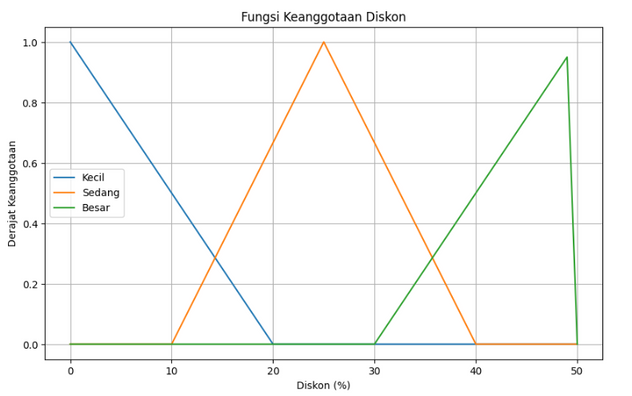 Fungsi Keanggotaan Diskon
Derajat Keanggotaan
1.0
0.8
0.6
0.4
0.2
0.0
Kecil
Sedang
Besar
0 10 20 30 40 50
Diskon (%)